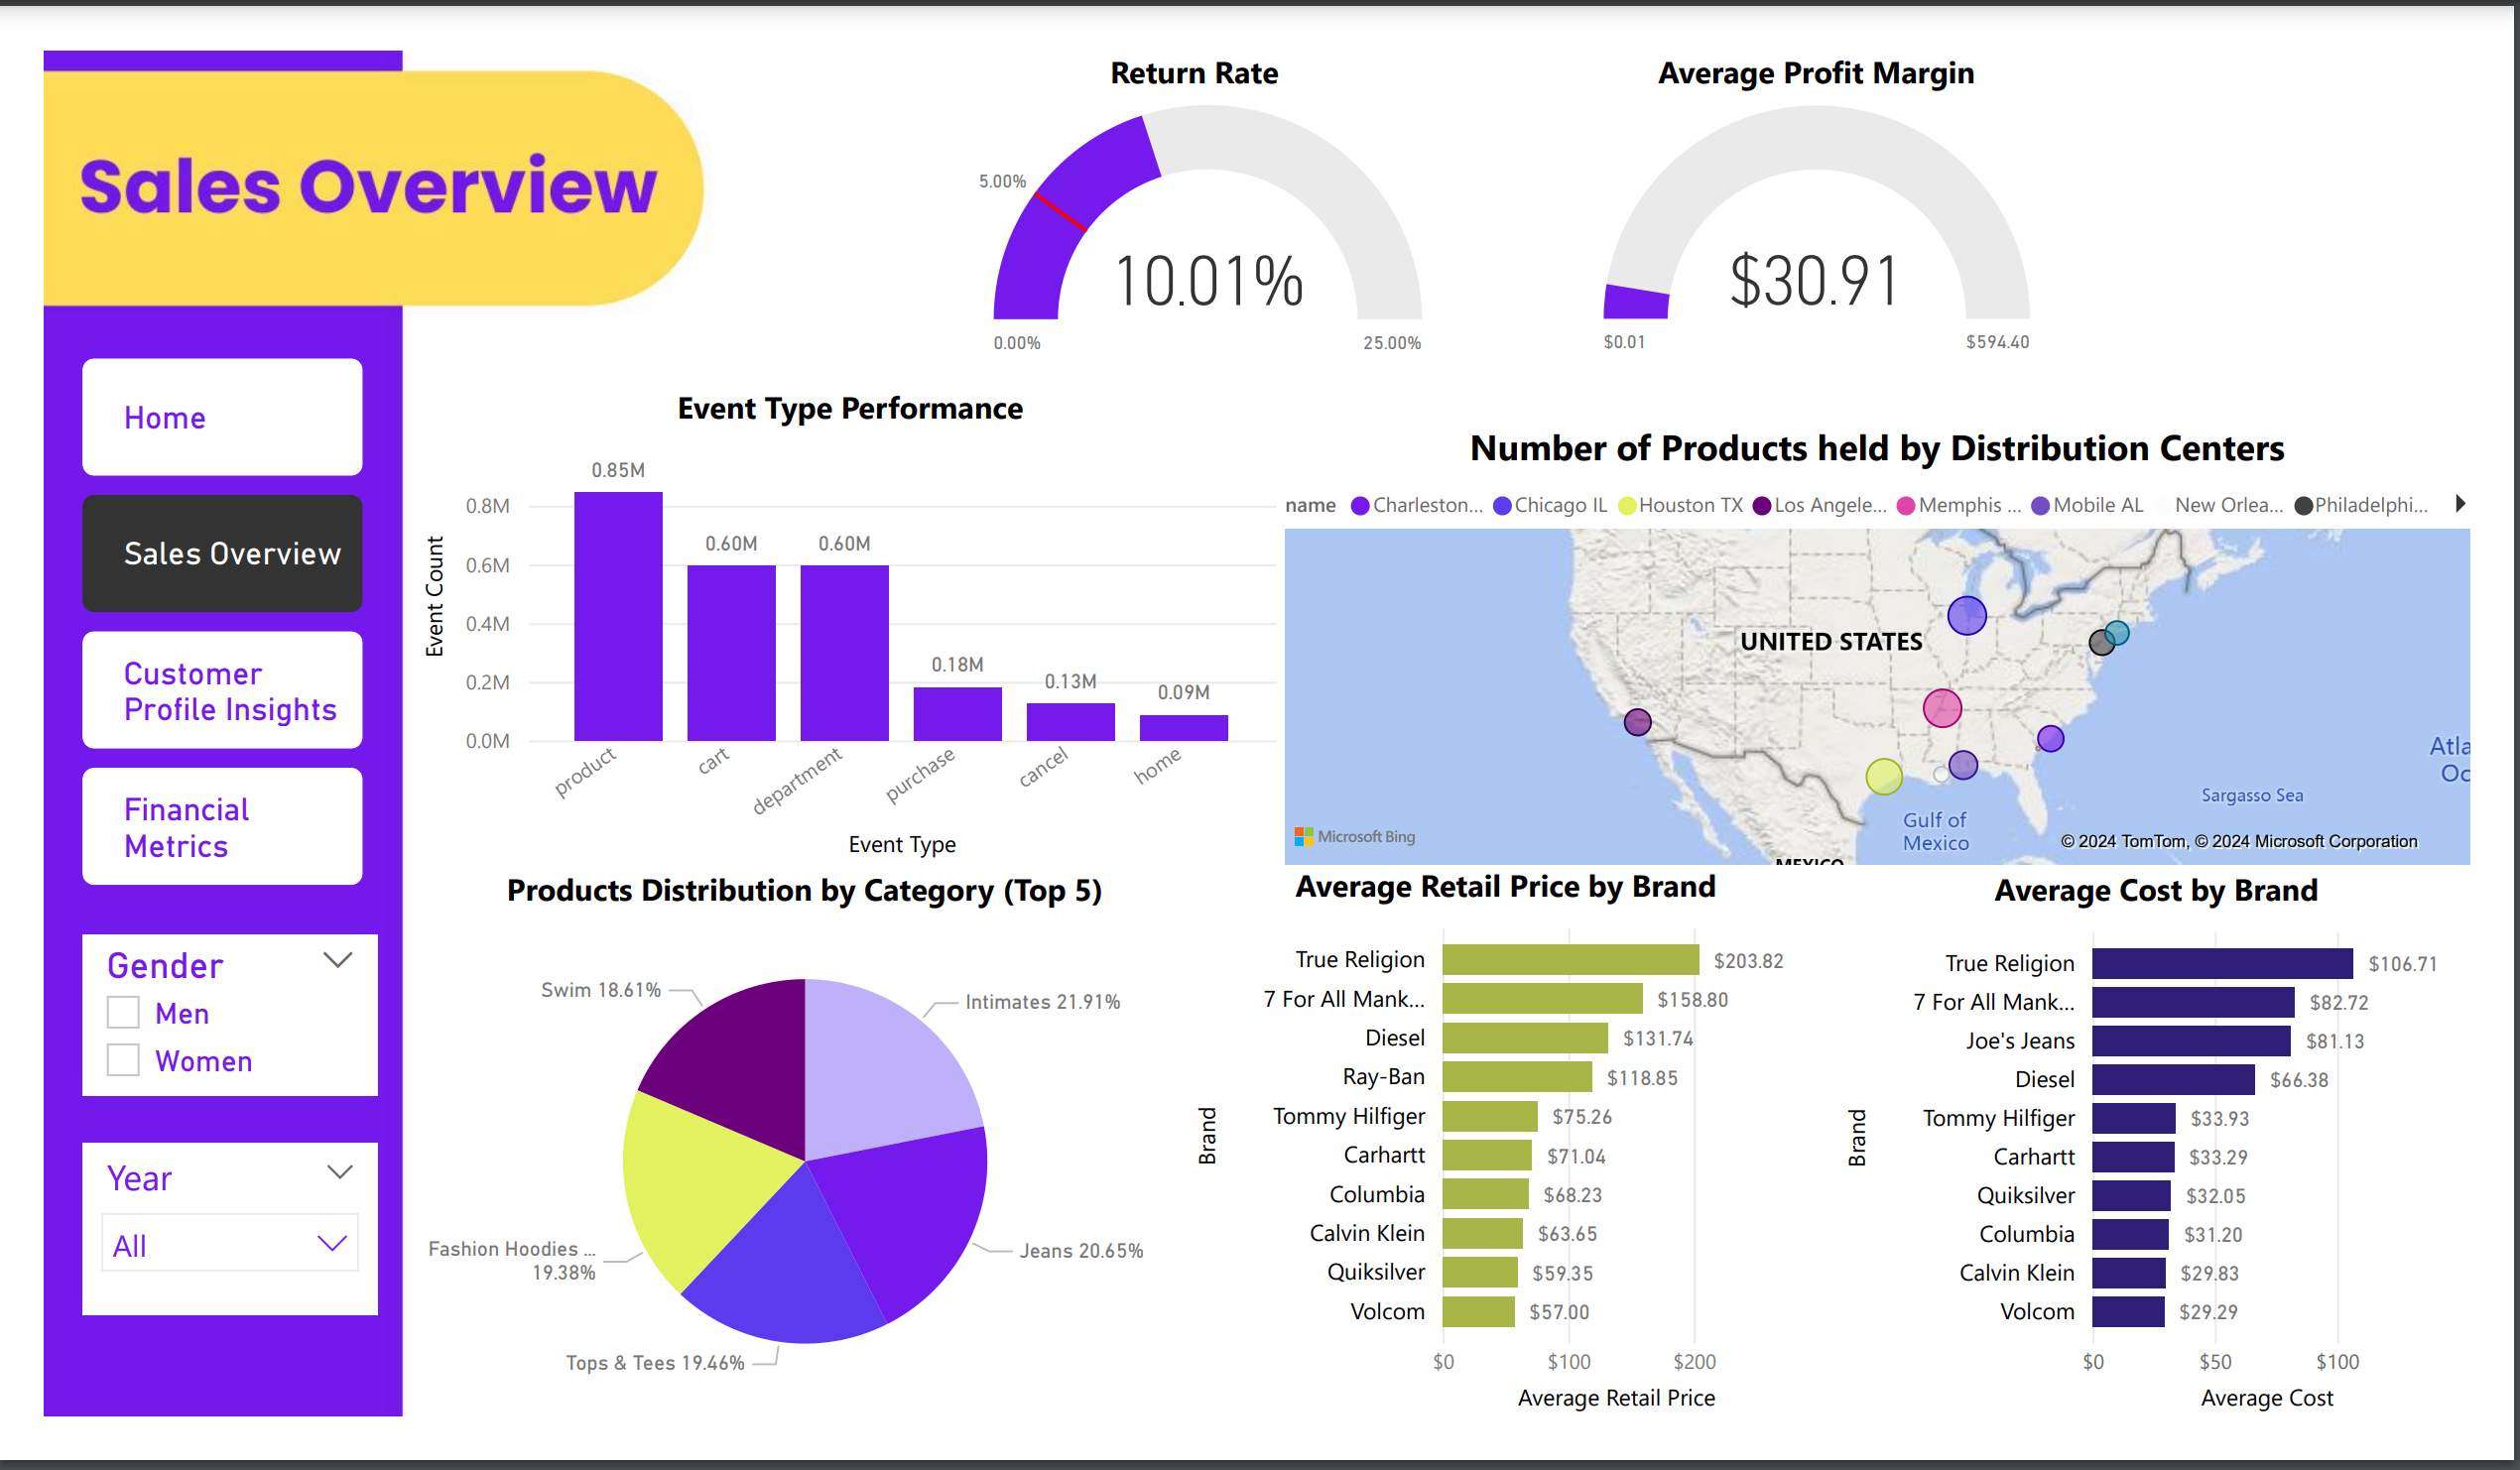 Sales Overview
Home
Sales Overview
Customer
Profile Insights
Financial
Metrics
Gender
Men
Women
Year
All
Return Rate
5.00%
10.01%
0.00%
25.00%
Average Profit Margin
$30.91
$0.01
$594.40
Event Type Performance
Event Count
0.8M
0.6M
0.4M
0.2M
0.0M
0.85M
0.60M
0.60M
0.18M
0.13M
0.09M
product
cart
department
purchase
cancel
home
Event Type
Number of Products held by Distribution Centers
name Charleston... Chicago IL Houston TX Los Angele... Memphis ... Mobile AL New Orlea... Philadelphi...
UNITED STATES
Atla
Oc
Sargasso Sea
Gulf of
Mexico
MEXICO
Microsoft Bing
© 2024 TomTom, © 2024 Microsoft Corporation
Products Distribution by Category (Top 5)
Swim 18.61%
Intimates 21.91%
Fashion Hoodies ...
19.38%
Jeans 20.65%
Tops & Tees 19.46%
Average Retail Price by Brand
Brand
True Religion $203.82
7 For All Mank... $158.80
Diesel $131.74
Ray-Ban $118.85
Tommy Hilfiger $75.26
Carhartt $71.04
Columbia $68.23
Calvin Klein $63.65
Quiksilver $59.35
Volcom $57.00
$0 $100 $200
Average Retail Price
Average Cost by Brand
Brand
True Religion $106.71
7 For All Mank... $82.72
Joe's Jeans $81.13
Diesel $66.38
Tommy Hilfiger $33.93
Carhartt $33.29
Quiksilver $32.05
Columbia $31.20
Calvin Klein $29.83
Volcom $29.29
$0 $50 $100
Average Cost